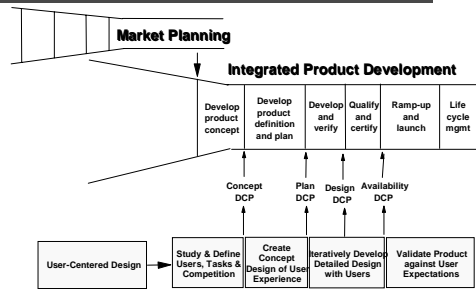 Market Planning
Integrated Product Development
Develop
product
concept
Develop
product
definition
and plan
Develop
and
verify
Qualify
and
certify
Ramp-up
and
launch
Life
cycle
mgmt
Concept
DCP
Plan
DCP
Design
DCP
Availability
DCP
User-Centered Design
Study & Define
Users, Tasks &
Competition
Create
Concept
Design of User
Experience
Iteratively Develop
Detailed Design
with Users
Validate Product
against User
Expectations